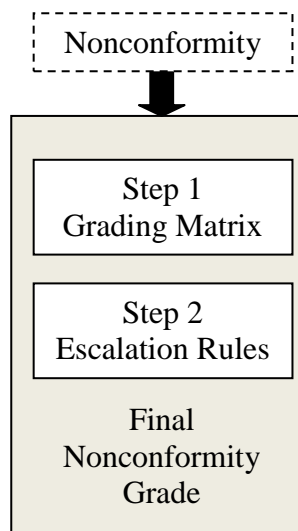 Nonconformity
Step 1
Grading Matrix
Step 2
Escalation Rules
Final
Nonconformity
Grade